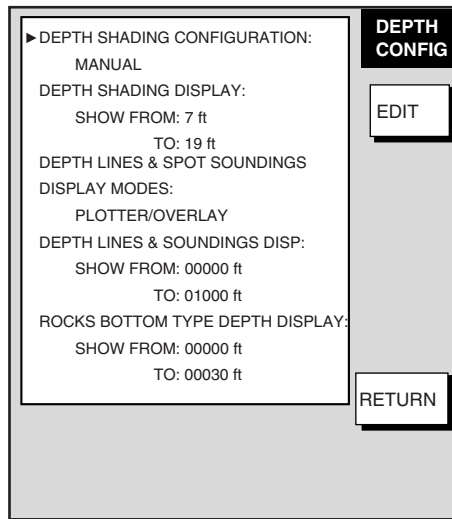 ►DEPTH SHADING CONFIGURATION:
MANUAL
DEPTH SHADING DISPLAY:
SHOW FROM: 7 ft
TO: 19 ft
DEPTH LINES & SPOT SOUNDINGS
DISPLAY MODES:
PLOTTER/OVERLAY
DEPTH LINES & SOUNDINGS DISP:
SHOW FROM: 00000 ft
TO: 01000 ft
ROCKS BOTTOM TYPE DEPTH DISPLAY:
SHOW FROM: 00000 ft
TO: 00030 ft
DEPTH
CONFIG
EDIT
RETURN